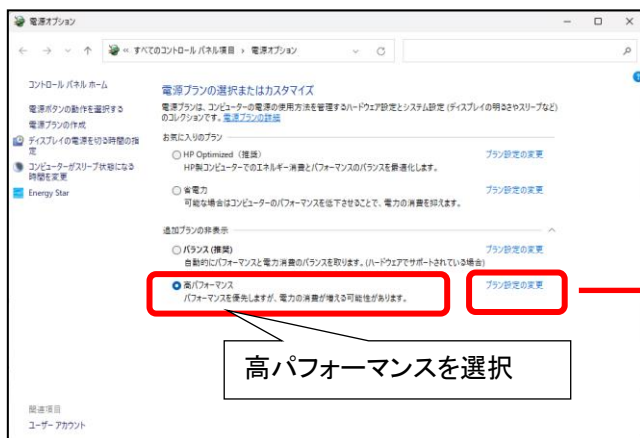 電源オプション
« すべてのコントロール パネル項目 › 電源オプション
コントロール パネル ホーム
電源ボタンの動作を選択する
電源プランの作成
ディスプレイの電源を切る時間の指定
コンピューターがスリープ状態になる時間を変更
Energy Star
電源プランの選択またはカスタマイズ
電源プランは、コンピューターの電源の使用方法を管理するハードウェア設定とシステム設定 (ディスプレイの明るさやスリープなど)
のコレクションです。電源プランの詳細
お気に入りのプラン
HP Optimized（推奨） プラン設定の変更
HP製コンピューターでのエネルギー消費とパフォーマンスのバランスを最適化します。
省電力 プラン設定の変更
可能な場合はコンピューターのパフォーマンスを低下させることで、電力の消費を抑えます。
追加プランの非表示
バランス (推奨) プラン設定の変更
自動的にパフォーマンスと電力消費のバランスを取ります。(ハードウェアでサポートされている場合)
高パフォーマンス プラン設定の変更
パフォーマンスを優先しますが、電力の消費が増える可能性があります。
高パフォーマンスを選択
関連項目
ユーザー アカウント